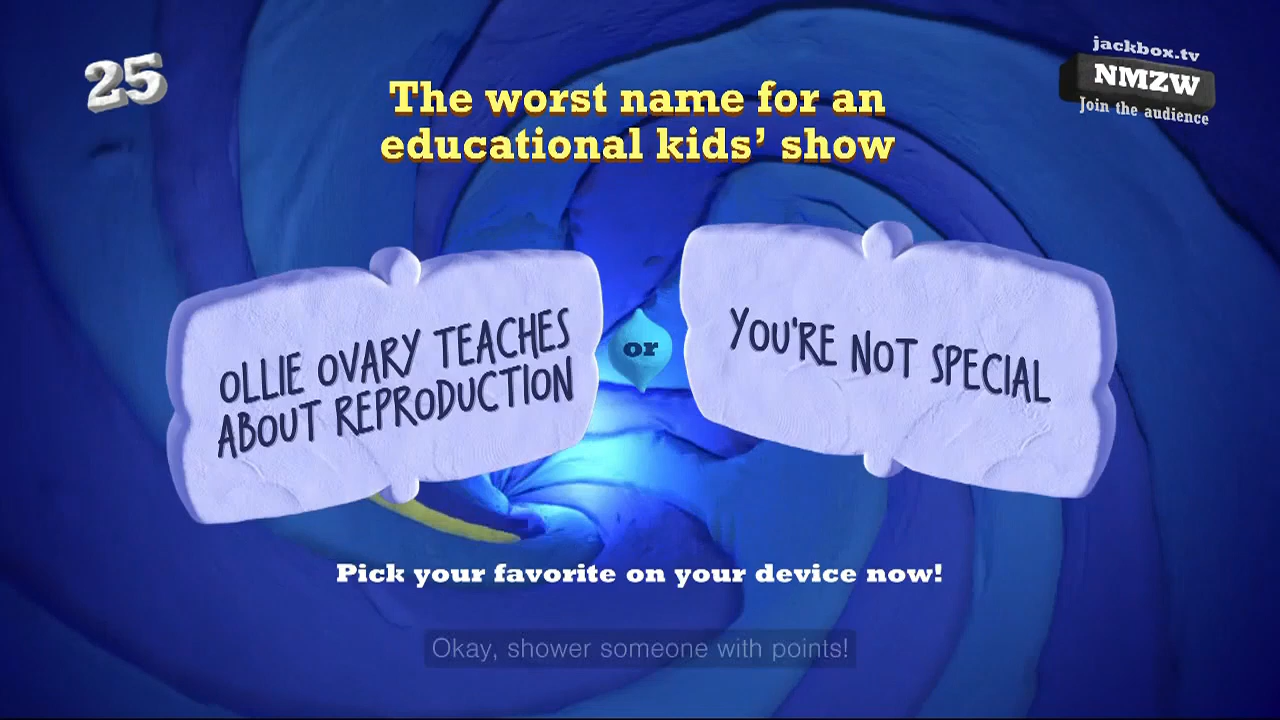 25
jackbox.tv
NMZW
Join the audience
The worst name for an
educational kids' show
OLLIE OVARY TEACHES
ABOUT REPRODUCTION
or
YOU'RE NOT SPECIAL
Pick your favorite on your device now!
Okay, shower someone with points!